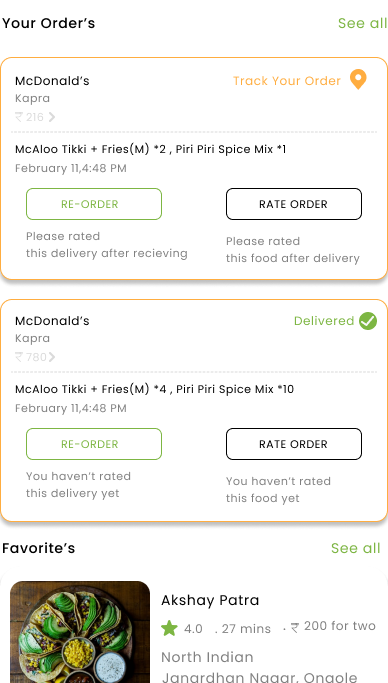 Your Order's See all
McDonald's Track Your Order
Kapra
₹ 216 >
McAloo Tikki + Fries(M) *2 , Piri Piri Spice Mix *1
February 11,4:48 PM
RE-ORDER RATE ORDER
Please rated Please rated
this delivery after recieving this food after delivery
McDonald's Delivered
Kapra
₹ 780 >
McAloo Tikki + Fries(M) *4 , Piri Piri Spice Mix *10
February 11,4:48 PM
RE-ORDER RATE ORDER
You haven't rated You haven't rated
this delivery yet this food yet
Favorite's See all
Akshay Patra
4.0 . 27 mins . ₹ 200 for two
North Indian
Janardhan Nagar, Ongole